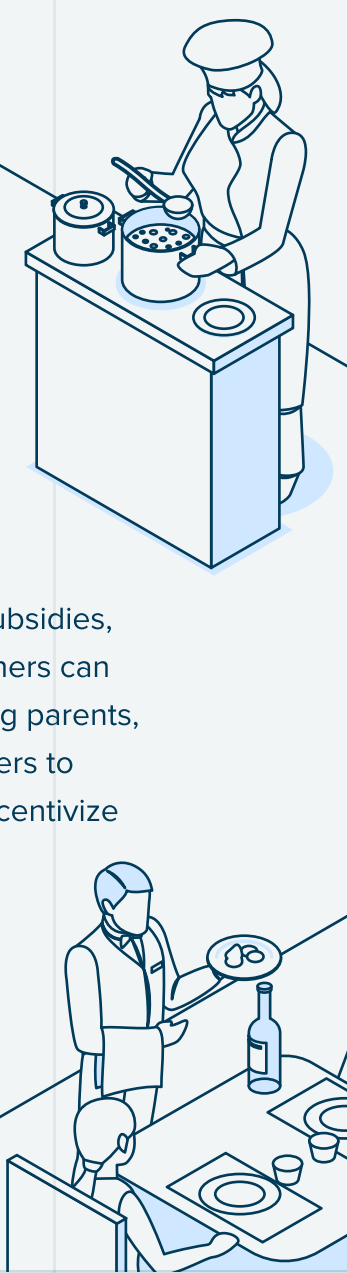 ubsidies,
ners can
g parents,
ers to
centivize